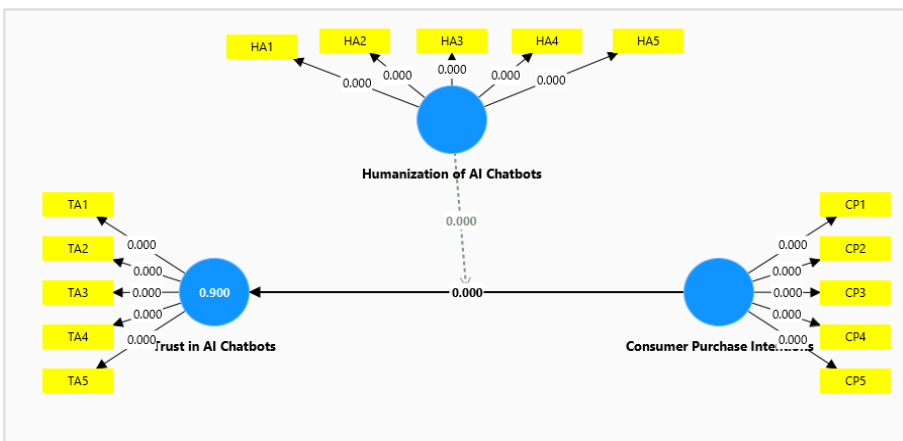 HA1 HA2 HA3 HA4 HA5
0.000 0.000 0.000 0.000 0.000
Humanization of AI Chatbots
0.000
TA1
TA2
TA3
TA4
TA5
0.000
0.000
0.000
0.000
0.000
0.900
Trust in AI Chatbots
0.000
Consumer Purchase Intentions
0.000
0.000
0.000
0.000
0.000
CP1
CP2
CP3
CP4
CP5